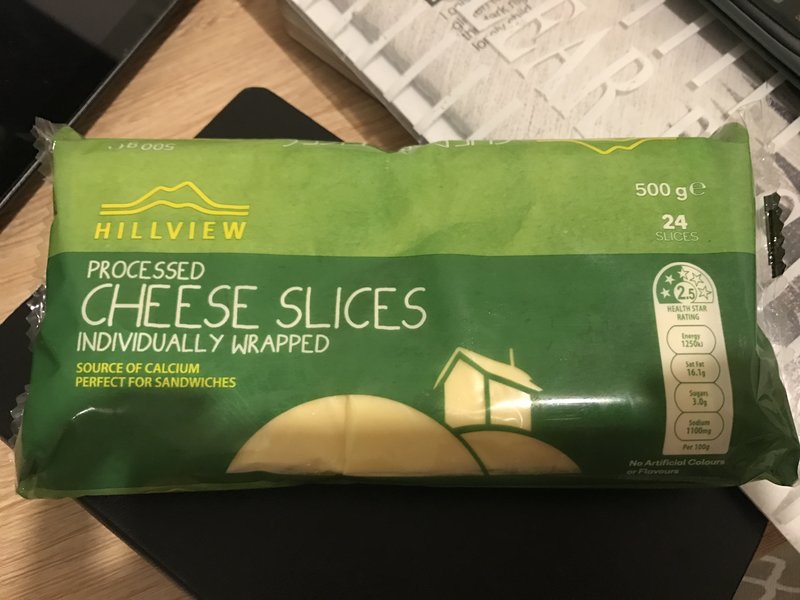 500 g℮
HILLVIEW
500 g℮
24
SLICES
PROCESSED
CHEESE SLICES
INDIVIDUALLY WRAPPED
SOURCE OF CALCIUM
PERFECT FOR SANDWICHES
2.5
HEALTH STAR
RATING
Energy
1250kJ
Sat Fat
16.1g
Sugars
3.0g
Sodium
1100mg
Per 100g
No Artificial Colours
or Flavours